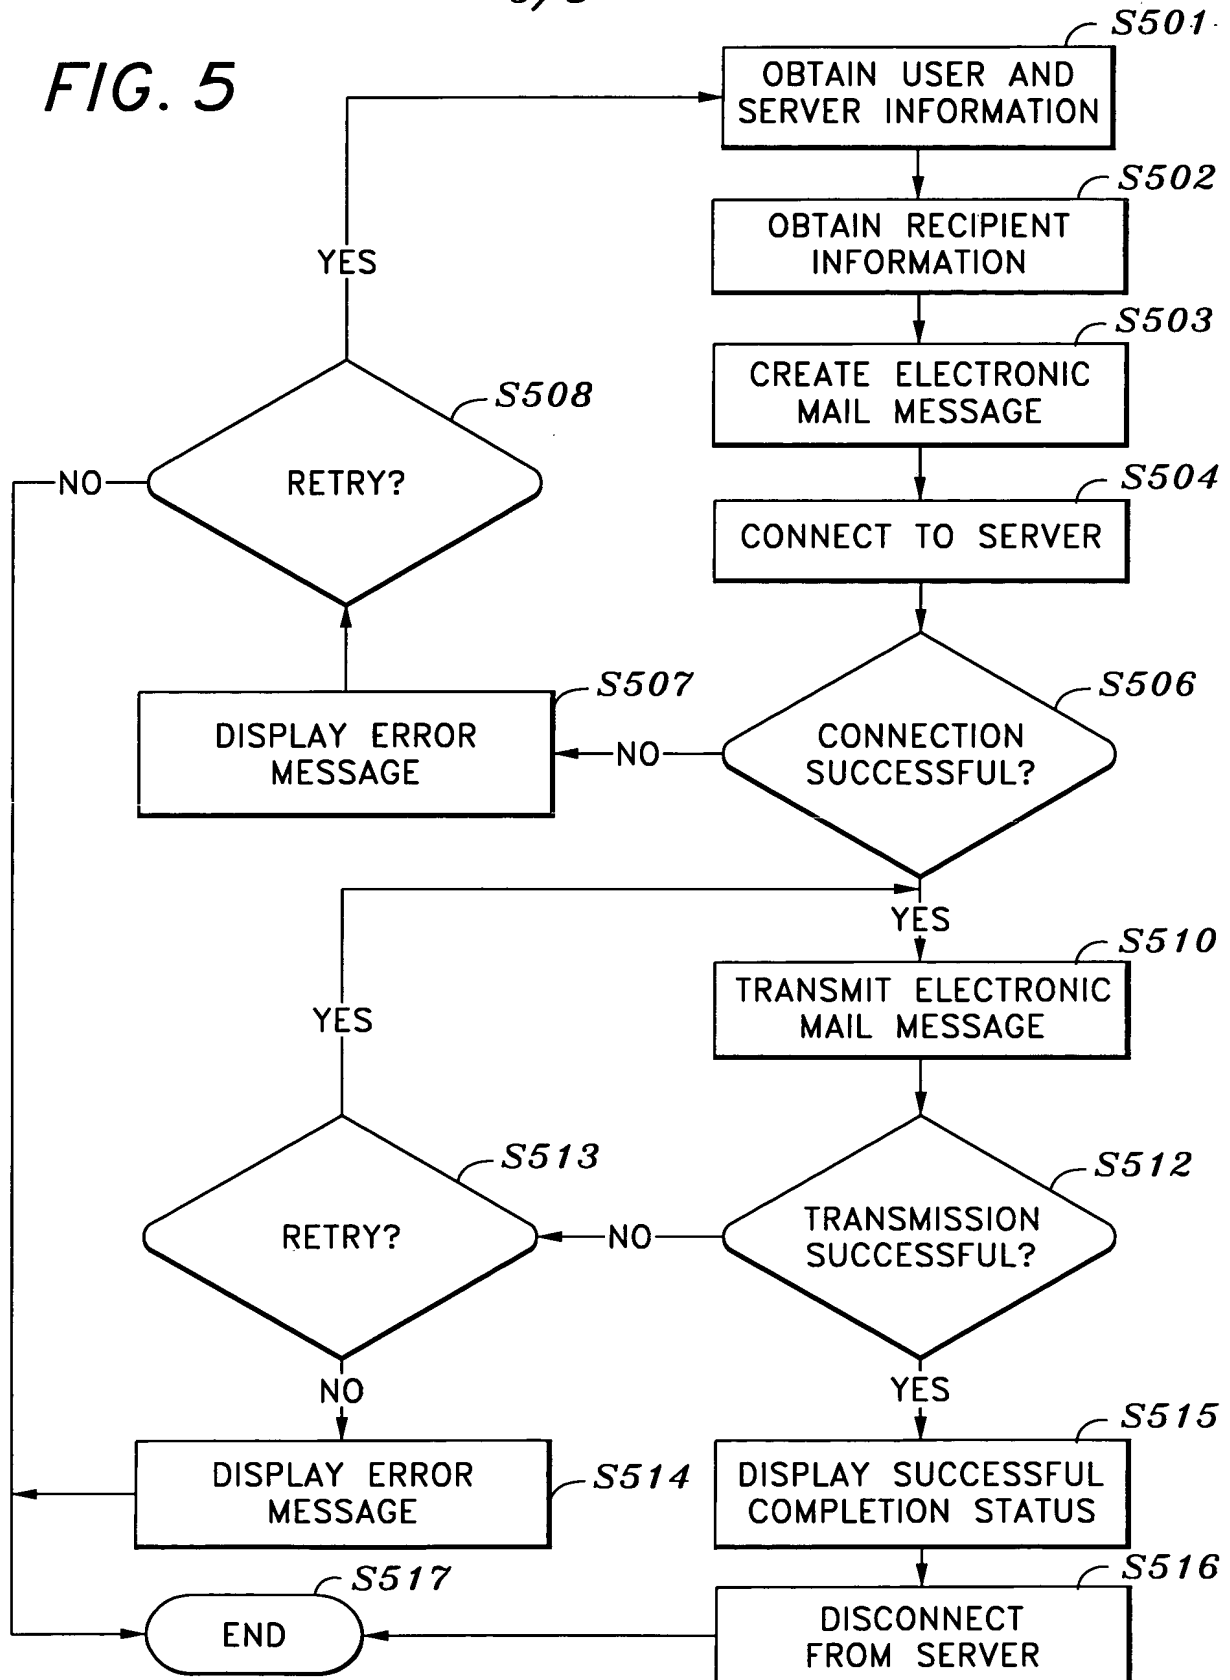 FIG. 5
S501
OBTAIN USER AND
SERVER INFORMATION
S502
OBTAIN RECIPIENT
INFORMATION
YES
S503
CREATE ELECTRONIC
MAIL MESSAGE
S508
NO
RETRY?
S504
CONNECT TO SERVER
S507
DISPLAY ERROR
MESSAGE
NO
S506
CONNECTION
SUCCESSFUL?
YES
S510
TRANSMIT ELECTRONIC
MAIL MESSAGE
YES
S513
RETRY?
NO
S512
TRANSMISSION
SUCCESSFUL?
NO
YES
S514
DISPLAY ERROR
MESSAGE
S515
DISPLAY SUCCESSFUL
COMPLETION STATUS
S517
END
S516
DISCONNECT
FROM SERVER